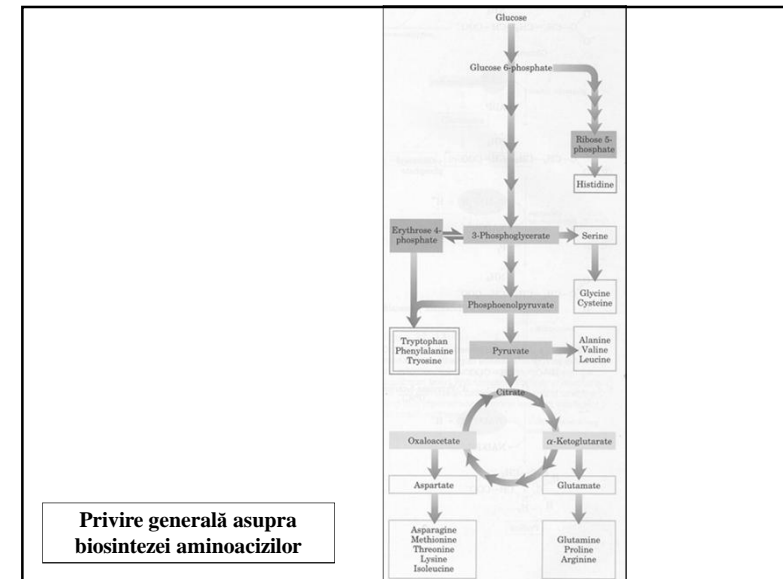 Glucose
Glucose 6-phosphate
Ribose 5-
phosphate
Histidine
Erythrose 4-
phosphate
3-Phosphoglycerate
Serine
Glycine
Cysteine
Phosphoenolpyruvate
Tryptophan
Phenylalanine
Tryosine
Pyruvate
Alanine
Valine
Leucine
Citrate
Oxaloacetate
α-Ketoglutarate
Aspartate
Glutamate
Asparagine
Methionine
Threonine
Lysine
Isoleucine
Glutamine
Proline
Arginine
Privire generală asupra
biosintezei aminoacizilor